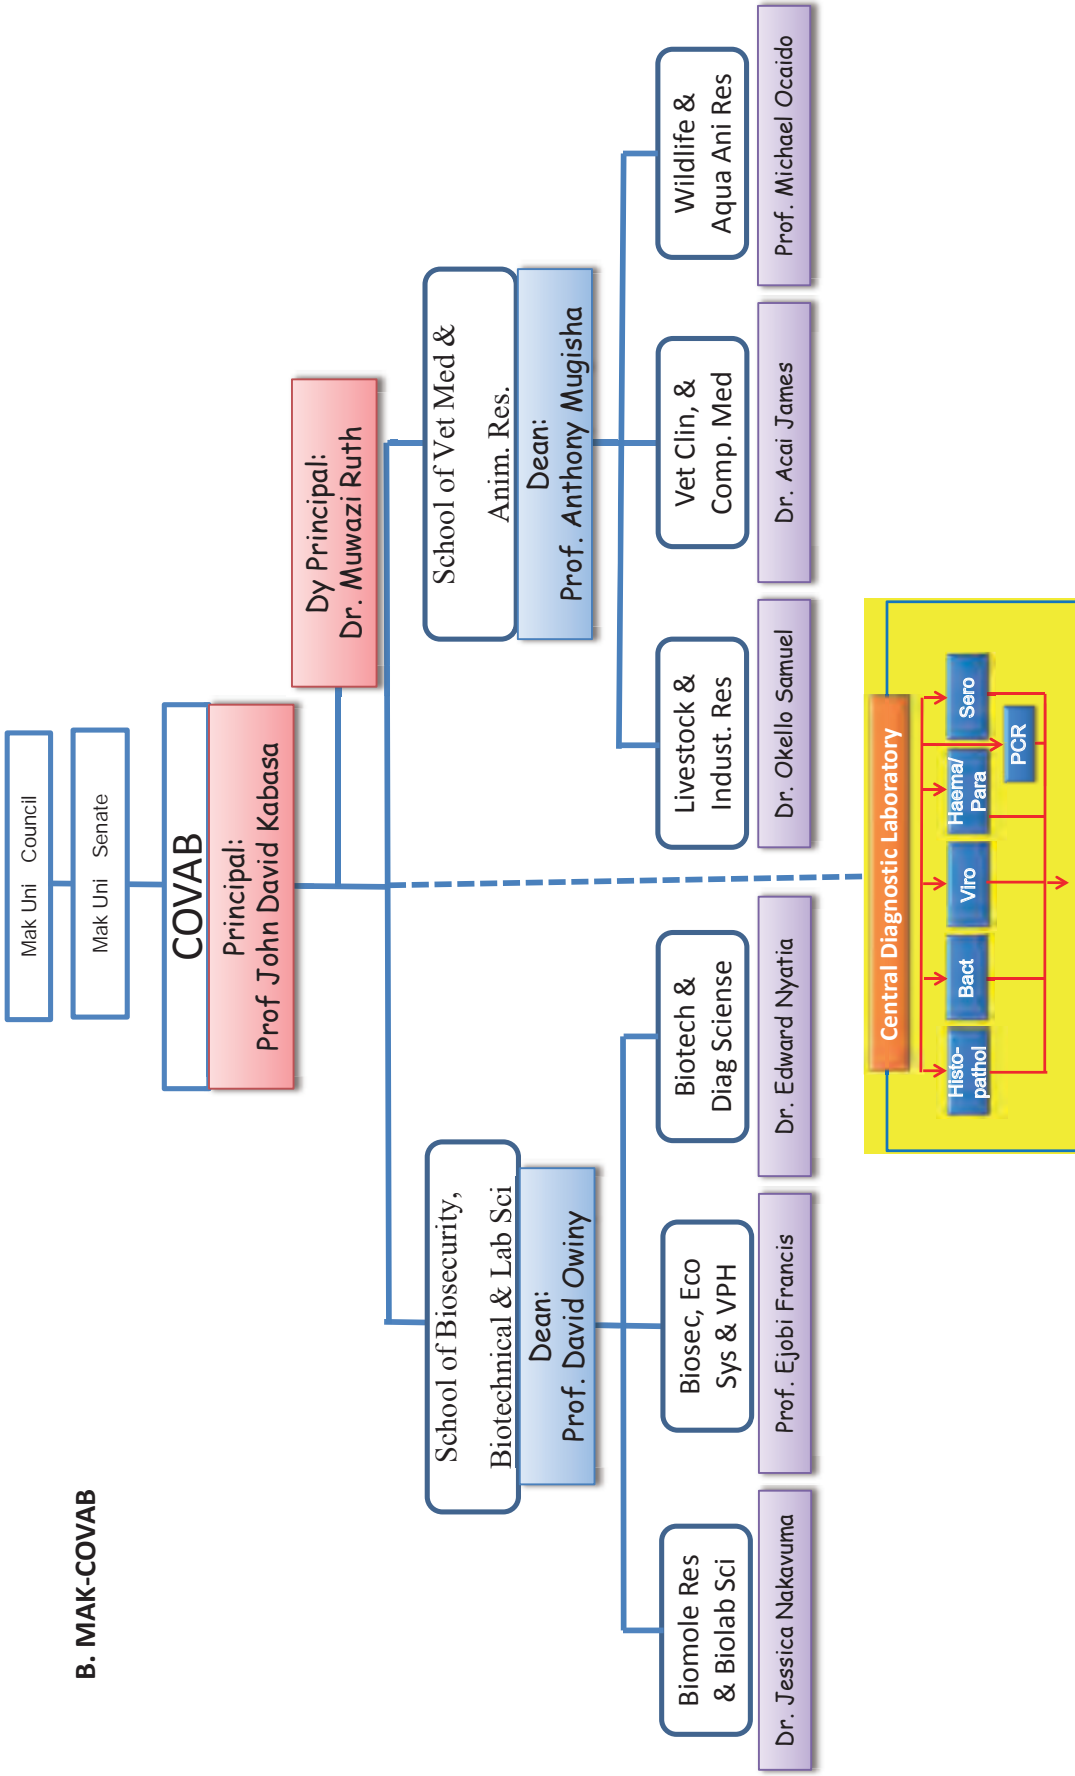 B. MAK-COVAB
Mak Uni Council
Mak Uni Senate
COVAB
Principal:
Prof John David Kabasa
Dy Principal:
Dr. Muwazi Ruth
School of Biosecurity,
Biotechnical & Lab Sci
Dean:
Prof. David Owiny
School of Vet Med &
Anim. Res.
Dean:
Prof. Anthony Mugisha
Biomole Res
& Biolab Sci
Dr. Jessica Nakavuma
Biosec, Eco
Sys & VPH
Prof. Ejobi Francis
Biotech &
Diag Sciense
Dr. Edward Nyatia
Livestock &
Indust. Res
Dr. Okello Samuel
Vet Clin, &
Comp. Med
Dr. Acai James
Wildlife &
Aqua Ani Res
Prof. Michael Ocaido
Central Diagnostic Laboratory
Histo-
pathol
Bact
Viro
Haema/
Para
Sero
PCR